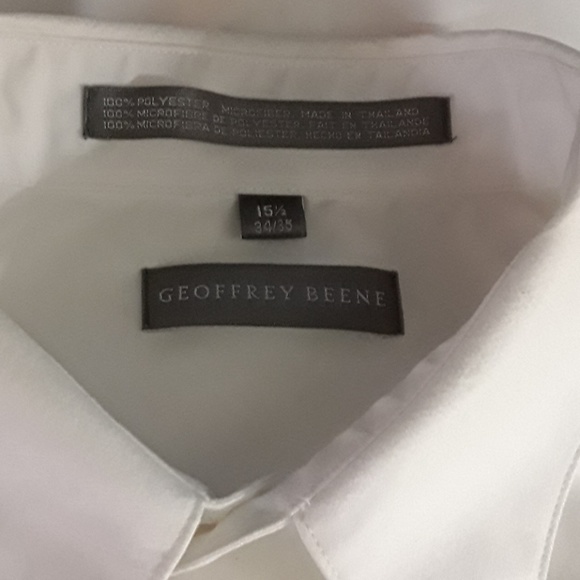 100% POLYESTER MICROFIBER. MADE IN THAILAND
100% MICROFIBRE DE POLYESTER. FAIT EN THAILANDE
100% MICROFIBRA DE POLIESTER. HECHO EN TAILANDIA
15½
34/35
GEOFFREY BEENE